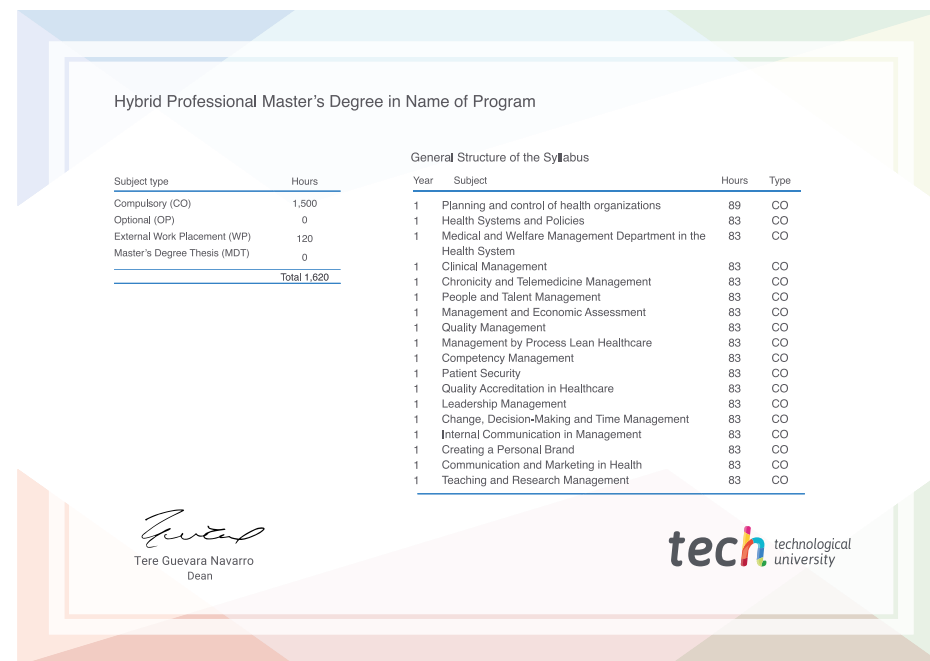 Hybrid Professional Master's Degree in Name of Program
Subject type Hours
Compulsory (CO) 1,500
Optional (OP) 0
External Work Placement (WP) 120
Master's Degree Thesis (MDT) 0
Total 1,620
General Structure of the Syllabus
Year Subject Hours Type
1 Planning and control of health organizations 89 CO
1 Health Systems and Policies 83 CO
1 Medical and Welfare Management Department in the 83 CO
Health System
1 Clinical Management 83 CO
1 Chronicity and Telemedicine Management 83 CO
1 People and Talent Management 83 CO
1 Management and Economic Assessment 83 CO
1 Quality Management 83 CO
1 Management by Process Lean Healthcare 83 CO
1 Competency Management 83 CO
1 Patient Security 83 CO
1 Quality Accreditation in Healthcare 83 CO
1 Leadership Management 83 CO
1 Change, Decision-Making and Time Management 83 CO
1 Internal Communication in Management 83 CO
1 Creating a Personal Brand 83 CO
1 Communication and Marketing in Health 83 CO
1 Teaching and Research Management 83 CO
Tere Guevara Navarro
Dean
tech technological
university